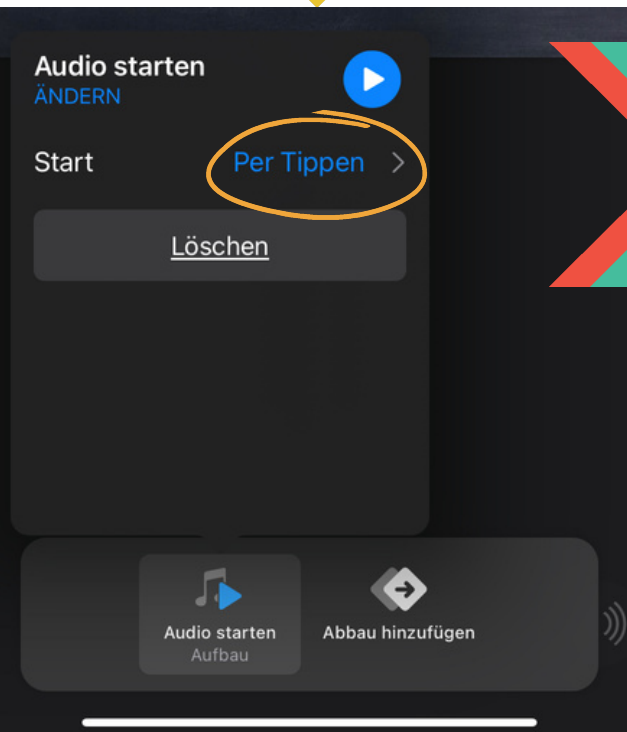 Audio starten
ÄNDERN
Start
Per Tippen
Löschen
Audio starten
Aufbau
Abbau hinzufügen